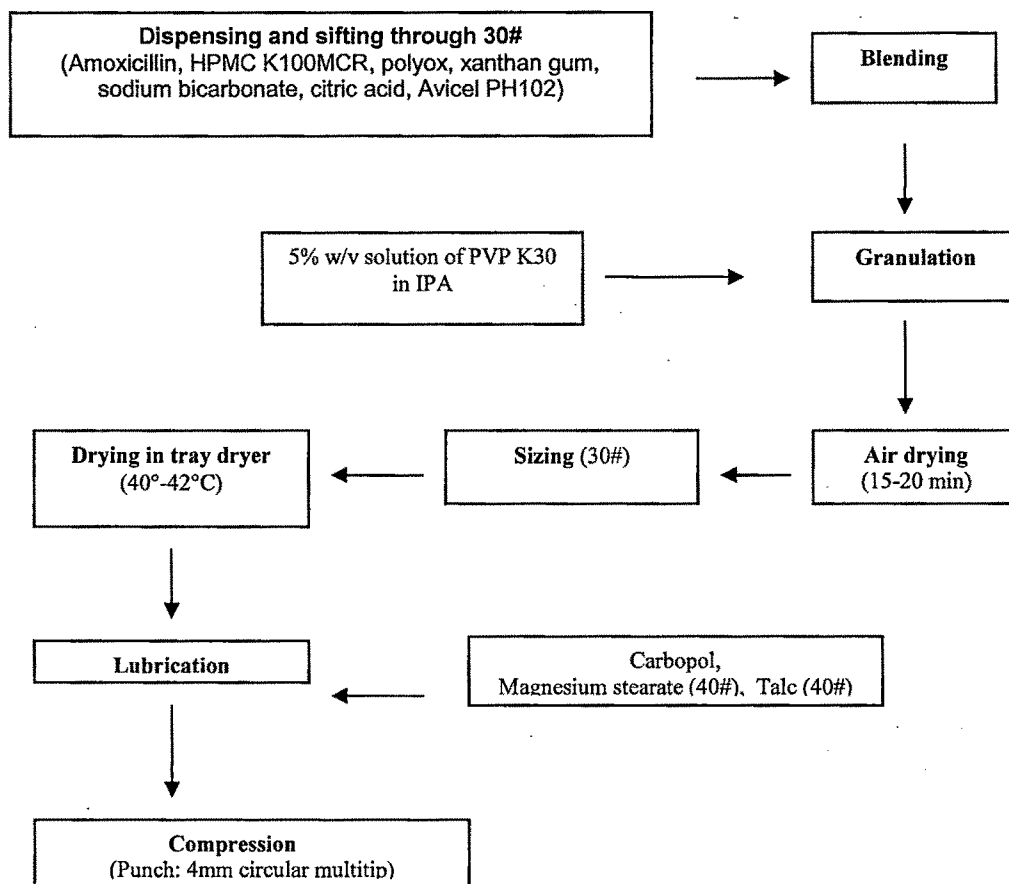 Dispensing and sifting through 30#
(Amoxicillin, HPMC K100MCR, polyox, xanthan gum,
sodium bicarbonate, citric acid, Avicel PH102)
Blending
5% w/v solution of PVP K30
in IPA
Granulation
Drying in tray dryer
(40°-42°C)
Sizing (30#)
Air drying
(15-20 min)
Lubrication
Carbopol,
Magnesium stearate (40#), Talc (40#)
Compression
(Punch: 4mm circular multitip)